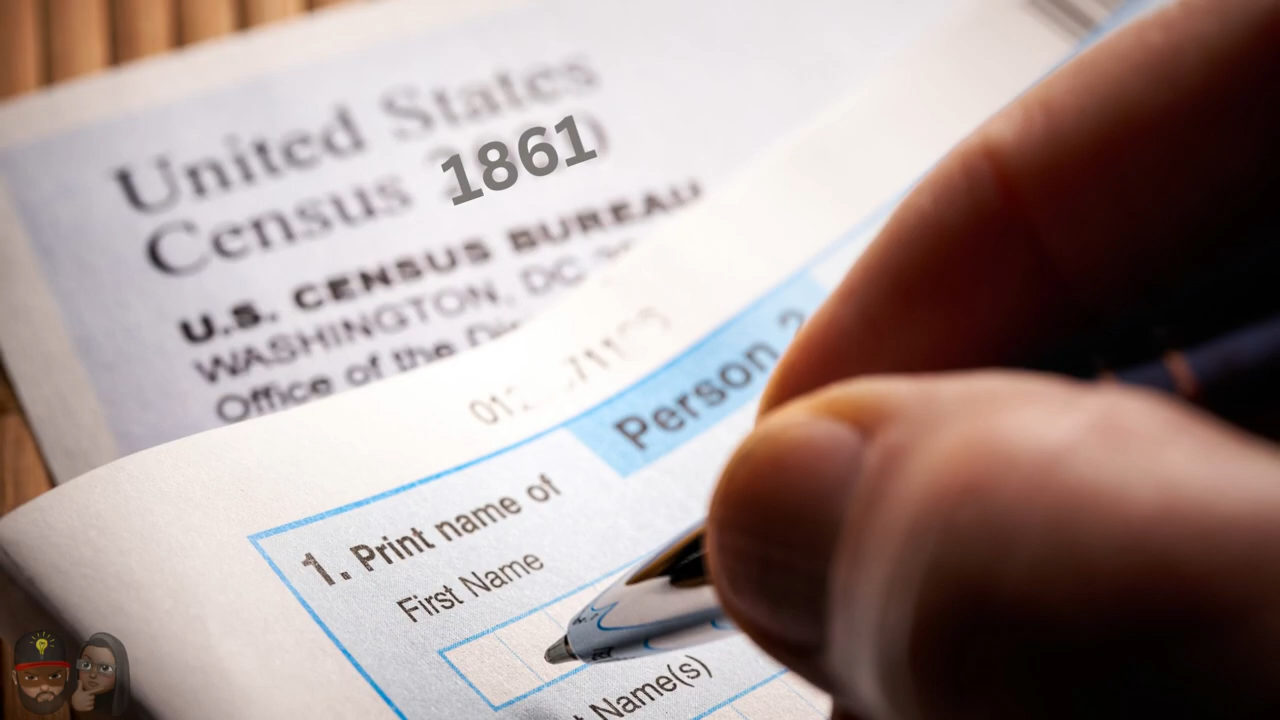 United States
Census 1861
U.S. CENSUS BUREAU
WASHINGTON, DC
Office of the
Person 2
1. Print name of
First Name
Name(s)